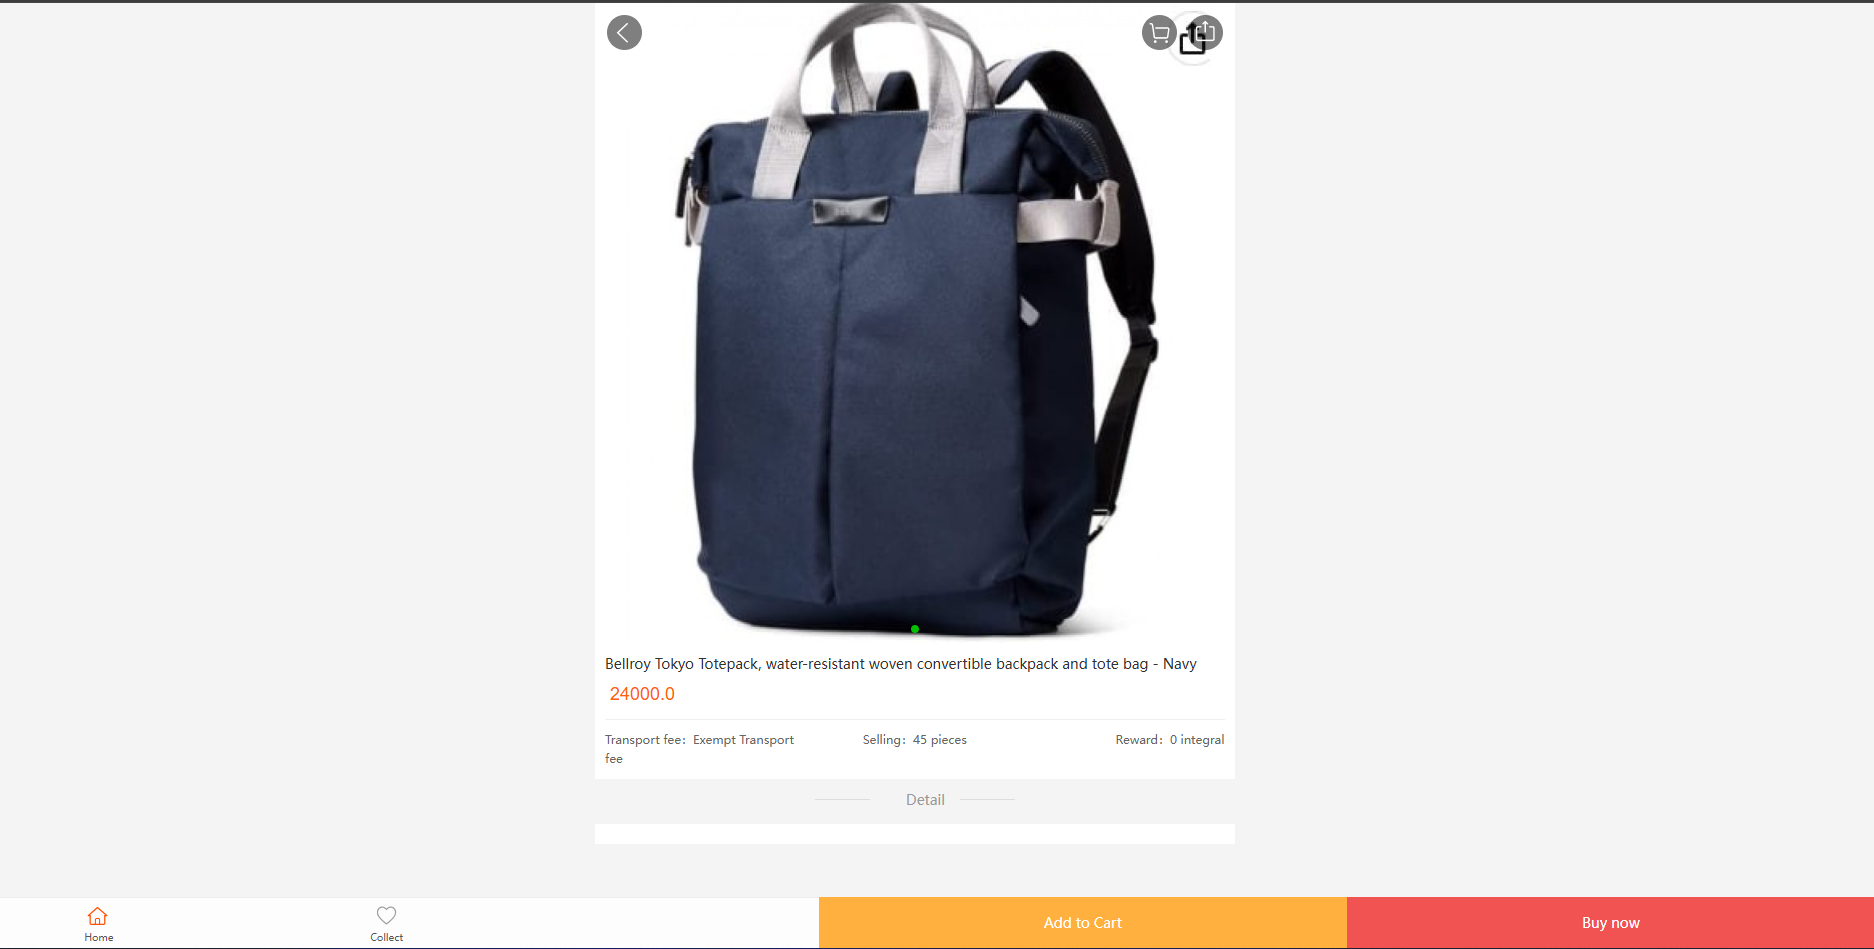 Bellroy Tokyo Totepack, water-resistant woven convertible backpack and tote bag - Navy
24000.0
Transport fee: Exempt Transport fee
Selling: 45 pieces
Reward: 0 integral
Detail
Home
Collect
Add to Cart
Buy now